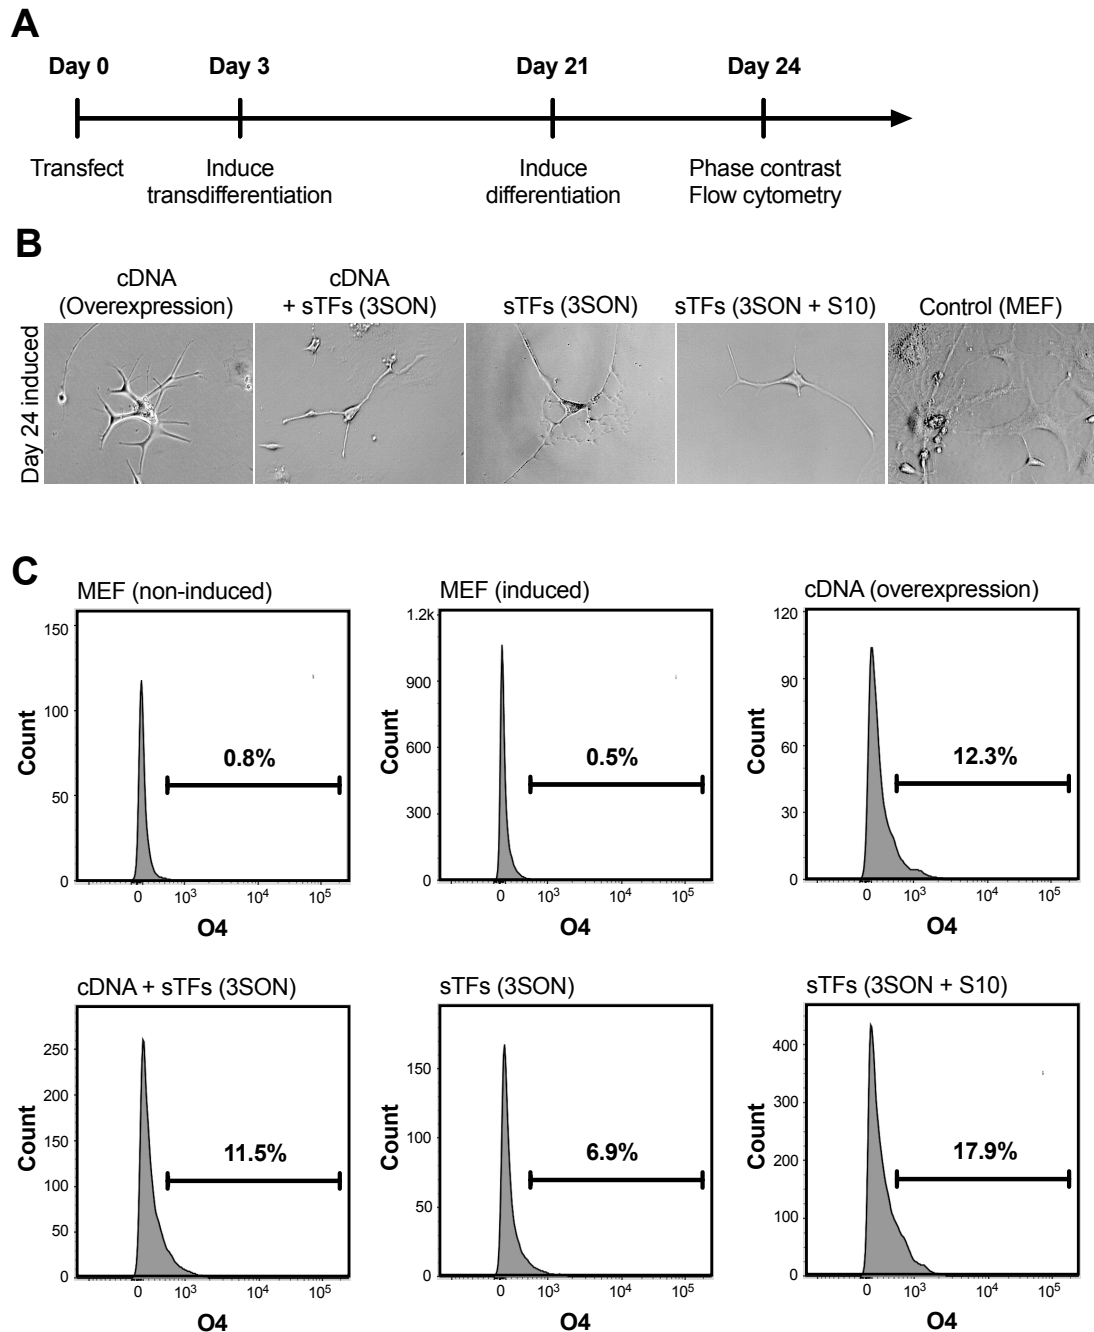 A
Day 0
Day 3
Day 21
Day 24
Transfect
Induce
transdifferentiation
Induce
differentiation
Phase contrast
Flow cytometry
B
Day 24 induced
cDNA
(Overexpression)
cDNA
+ sTFs (3SON)
sTFs (3SON)
sTFs (3SON + S10)
Control (MEF)
C
MEF (non-induced)
Count
150
100
50
0
0.8%
0
10³
10⁴
10⁵
O4
MEF (induced)
Count
1.2k
900
600
300
0
0.5%
0
10³
10⁴
10⁵
O4
cDNA (overexpression)
Count
120
90
60
30
0
12.3%
0
10³
10⁴
10⁵
O4
cDNA + sTFs (3SON)
Count
250
200
150
100
50
0
11.5%
0
10³
10⁴
10⁵
O4
sTFs (3SON)
Count
150
100
50
0
6.9%
0
10³
10⁴
10⁵
O4
sTFs (3SON + S10)
Count
400
300
200
100
0
17.9%
0
10³
10⁴
10⁵
O4